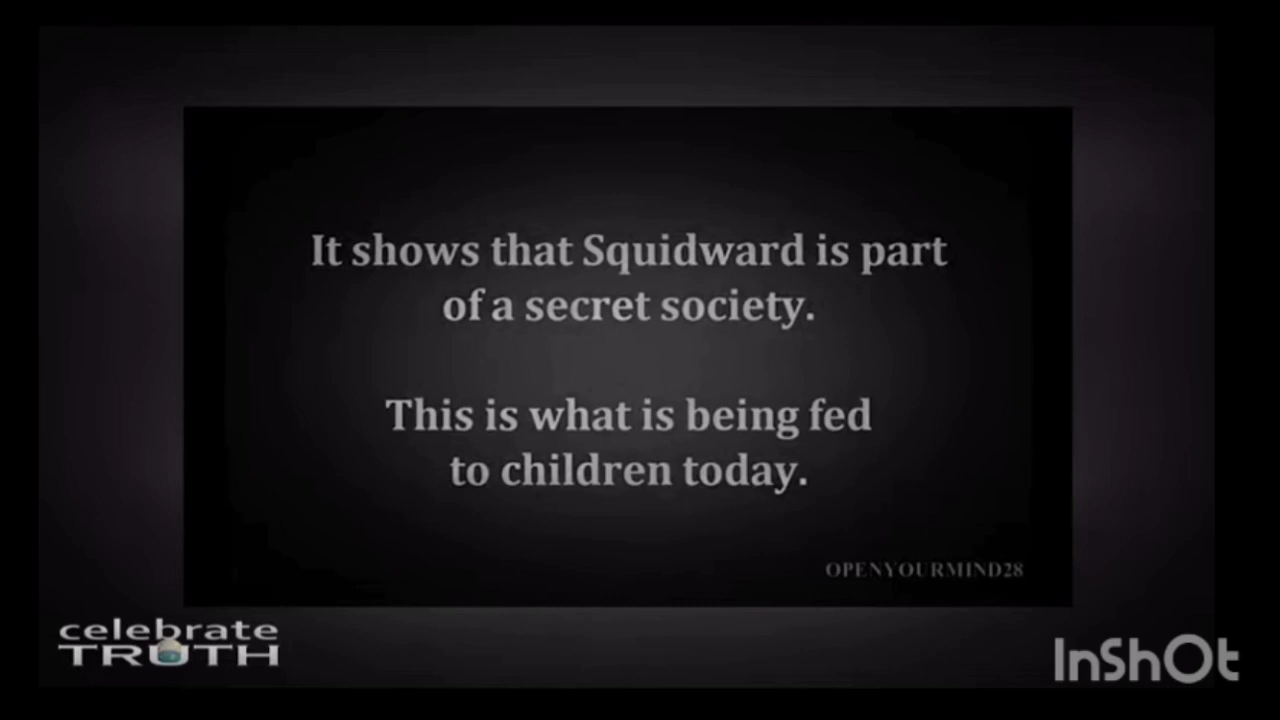 It shows that Squidward is part
of a secret society.
This is what is being fed
to children today.
OPENYOURMIND28
celebrate
TRUTH
InShOt